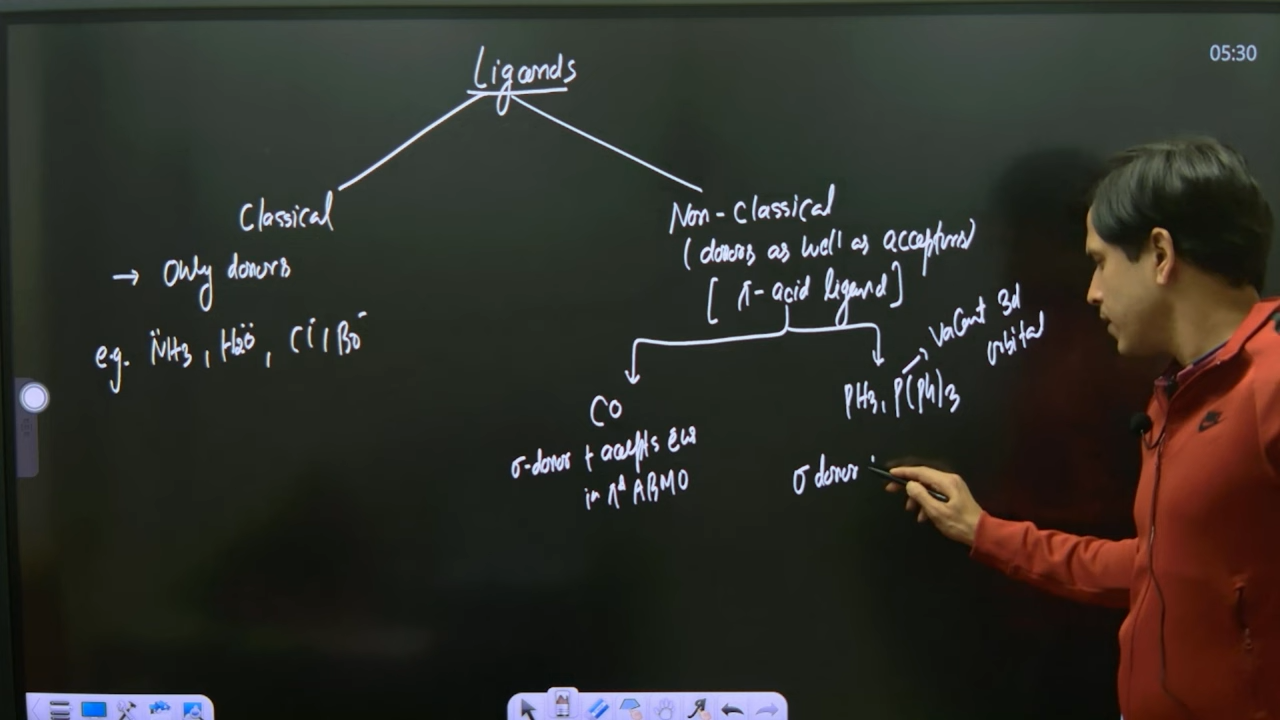 05:30
Ligands
Classical
→ Only donors
e.g. N̈H3, H2Ö, Cl⁻, Br⁻
Non-Classical
(donors as well as acceptors)
[π-acid ligand]
vacant 3d
orbital
CO
σ-donor + accepts e⁻
in π* ABMO
PH3, P(Ph)3
σ donor